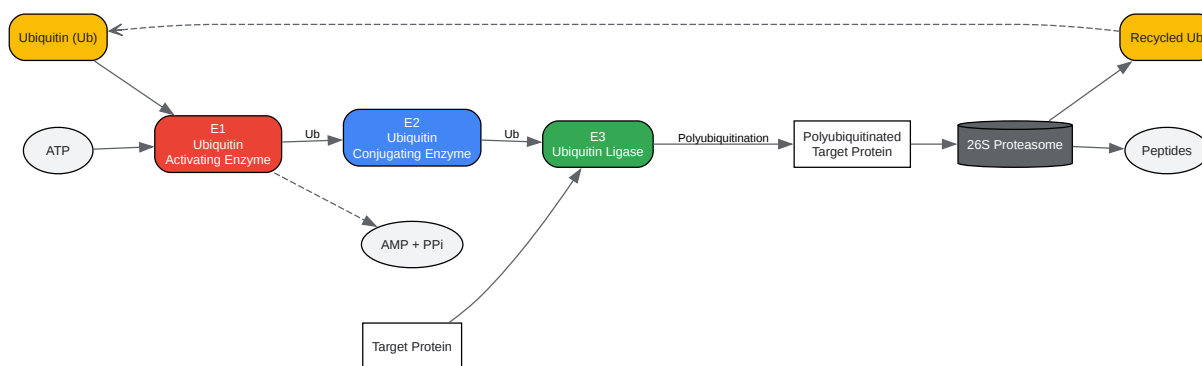 Ubiquitin (Ub)
Recycled Ub
ATP
E1
Ubiquitin
Activating Enzyme
Ub
E2
Ubiquitin
Conjugating Enzyme
Ub
E3
Ubiquitin Ligase
Polyubiquitination
Polyubiquitinated
Target Protein
26S Proteasome
Peptides
AMP + PPi
Target Protein